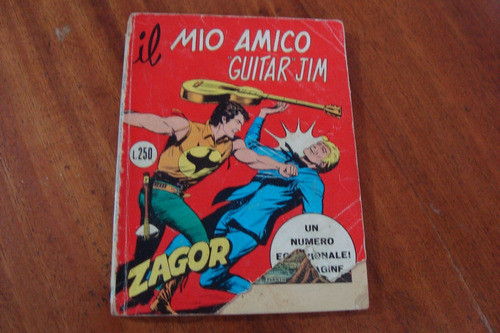 il MIO AMICO
"GUITAR" JIM
L.250
UN
NUMERO
ZAGOR